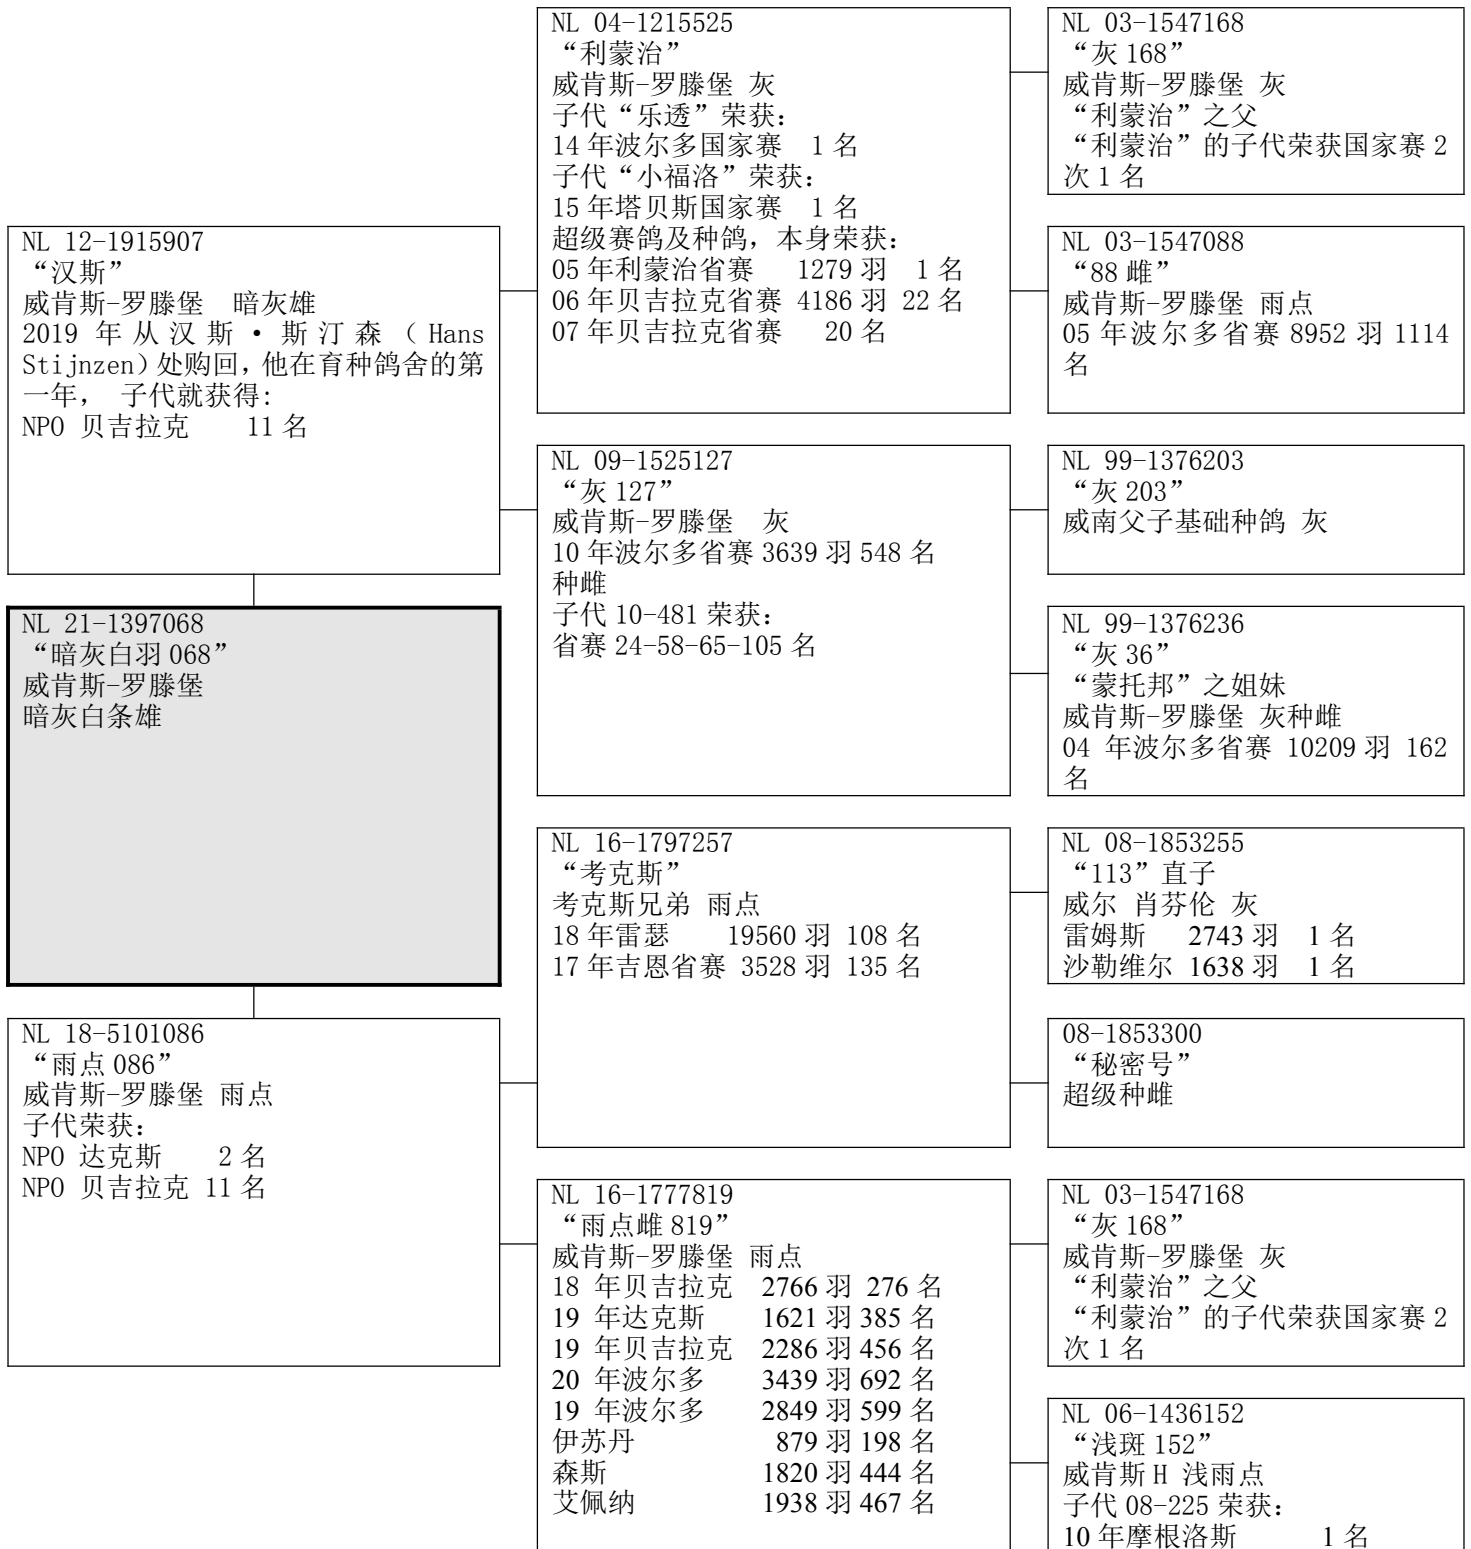 NL 12-1915907
“汉斯”
威肯斯-罗滕堡 暗灰雄
2019 年从汉斯·斯汀森（Hans
Stijnzen）处购回，他在育种鸽舍的第
一年， 子代就获得：
NPO 贝吉拉克 11 名
NL 21-1397068
“暗灰白羽 068”
威肯斯-罗滕堡
暗灰白条雄
NL 18-5101086
“雨点 086”
威肯斯-罗滕堡 雨点
子代荣获：
NPO 达克斯 2 名
NPO 贝吉拉克 11 名
NL 04-1215525
“利蒙治”
威肯斯-罗滕堡 灰
子代“乐透”荣获：
14 年波尔多国家赛 1 名
子代“小福洛”荣获：
15 年塔贝斯国家赛 1 名
超级赛鸽及种鸽，本身荣获：
05 年利蒙治省赛 1279 羽 1 名
06 年贝吉拉克省赛 4186 羽 22 名
07 年贝吉拉克省赛 20 名
NL 09-1525127
“灰 127”
威肯斯-罗滕堡 灰
10 年波尔多省赛 3639 羽 548 名
种雌
子代 10-481 荣获：
省赛 24-58-65-105 名
NL 16-1797257
“考克斯”
考克斯兄弟 雨点
18 年雷瑟 19560 羽 108 名
17 年吉恩省赛 3528 羽 135 名
NL 16-1777819
“雨点雌 819”
威肯斯-罗滕堡 雨点
18 年贝吉拉克 2766 羽 276 名
19 年达克斯 1621 羽 385 名
19 年贝吉拉克 2286 羽 456 名
20 年波尔多 3439 羽 692 名
19 年波尔多 2849 羽 599 名
伊苏丹 879 羽 198 名
森斯 1820 羽 444 名
艾佩纳 1938 羽 467 名
NL 03-1547168
“灰 168”
威肯斯-罗滕堡 灰
“利蒙治”之父
“利蒙治”的子代荣获国家赛 2
次 1 名
NL 03-1547088
“88 雌”
威肯斯-罗滕堡 雨点
05 年波尔多省赛 8952 羽 1114
名
NL 99-1376203
“灰 203”
威南父子基础种鸽 灰
NL 99-1376236
“灰 36”
“蒙托邦”之姐妹
威肯斯-罗滕堡 灰种雌
04 年波尔多省赛 10209 羽 162
名
NL 08-1853255
“113”直子
威尔 肖芬伦 灰
雷姆斯 2743 羽 1 名
沙勒维尔 1638 羽 1 名
08-1853300
“秘密号”
超级种雌
NL 03-1547168
“灰 168”
威肯斯-罗滕堡 灰
“利蒙治”之父
“利蒙治”的子代荣获国家赛 2
次 1 名
NL 06-1436152
“浅斑 152”
威肯斯 H 浅雨点
子代 08-225 荣获：
10 年摩根洛斯 1 名